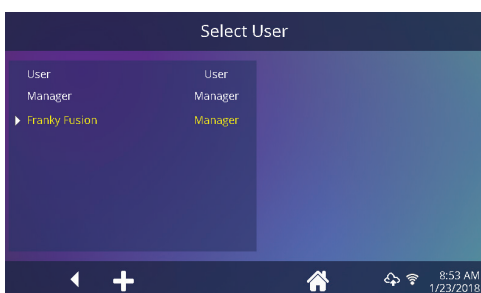 Select User
User User
Manager Manager
Franky Fusion Manager
8:53 AM
1/23/2018